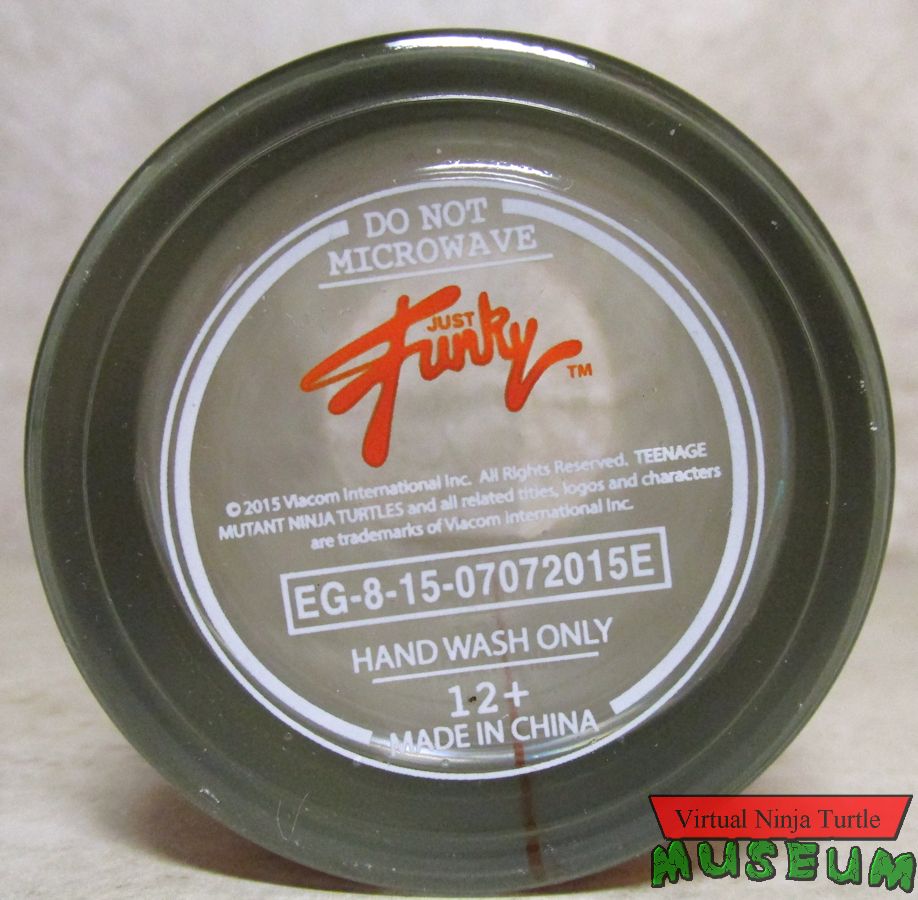 DO NOT
MICROWAVE
JUST
Funky TM
© 2015 Viacom International Inc. All Rights Reserved. TEENAGE
MUTANT NINJA TURTLES and all related titles, logos and characters
are trademarks of Viacom International Inc.
EG-8-15-07072015E
HAND WASH ONLY
12+
MADE IN CHINA
Virtual Ninja Turtle
MUSEUM